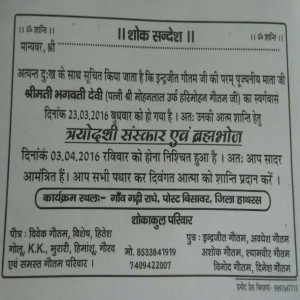 ॥ॐ शान्ति॥ ॥ शोक सन्देश॥ ॥ॐ शान्ति॥
मान्यवर, श्री
अत्यन्त दुःख के साथ सूचित किया जाता है कि इन्द्रजीत गौतम जी की परम् पूज्यनीय माता जी
श्रीमती भगवती देवी (पत्नी श्री मोहनलाल उर्फ हरिमोहन गौतम जी) का स्वर्गवास
दिनांक 23.03.2016 बुधवार को हो गया है। अतः उनकी आत्म शान्ति हेतु
त्रयोदशी संस्कार एवं ब्रह्मभोज
दिनांक 03.04.2016 रविवार को होना निश्चित हुआ है। अतः आप सादर
आमंत्रित हैं। आप सभी पधार कर दिवंगत आत्मा को शान्ति प्रदान करें।
कार्यक्रम स्थलः- गाँव गढ़ी राधे, पोस्ट बिसावर, जिला हाथरस
शोकाकुल परिवार
पौत्र : विवेक गौतम, विशेष, हितेश
गोलू, K.K., मुरारी, हिमांशु, गौरव
एवं समस्त गौतम परिवार
मो. 8533841919
7409422007
पुत्र : इन्द्रजीत गौतम, अवधेश गौतम
अशोक गौतम, श्यामवीर गौतम
विनोद गौतम, दिनेश गौतम